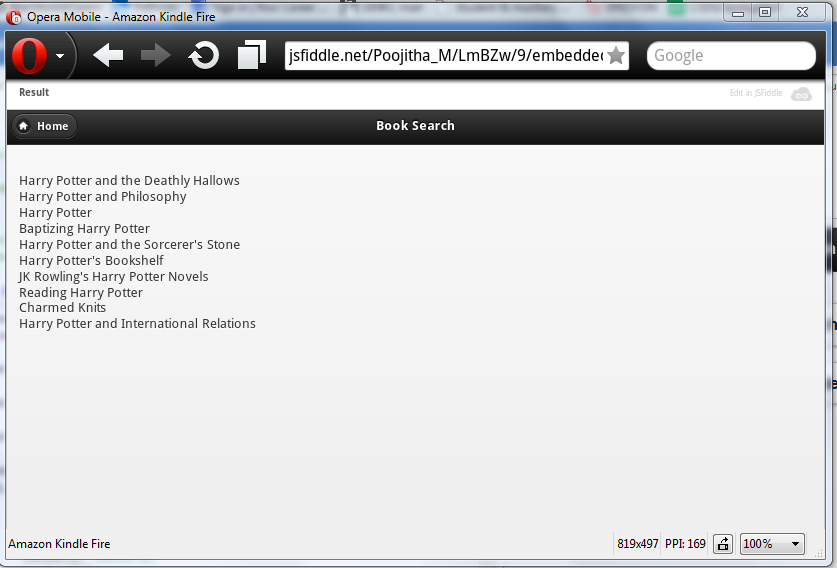 Opera Mobile - Amazon Kindle Fire
jsfiddle.net/Poojitha_M/LmBZw/9/embedded
Google
Result
Edit in JSFiddle
Home
Book Search
Harry Potter and the Deathly Hallows
Harry Potter and Philosophy
Harry Potter
Baptizing Harry Potter
Harry Potter and the Sorcerer's Stone
Harry Potter's Bookshelf
JK Rowling's Harry Potter Novels
Reading Harry Potter
Charmed Knits
Harry Potter and International Relations
Amazon Kindle Fire
819x497
PPI: 169
100%